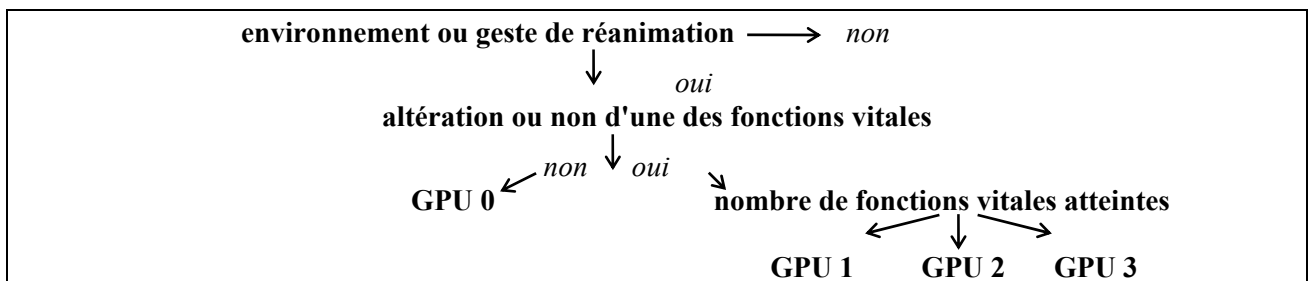 environnement ou geste de réanimation non
oui
altération ou non d'une des fonctions vitales
non oui
GPU 0 nombre de fonctions vitales atteintes
GPU 1 GPU 2 GPU 3